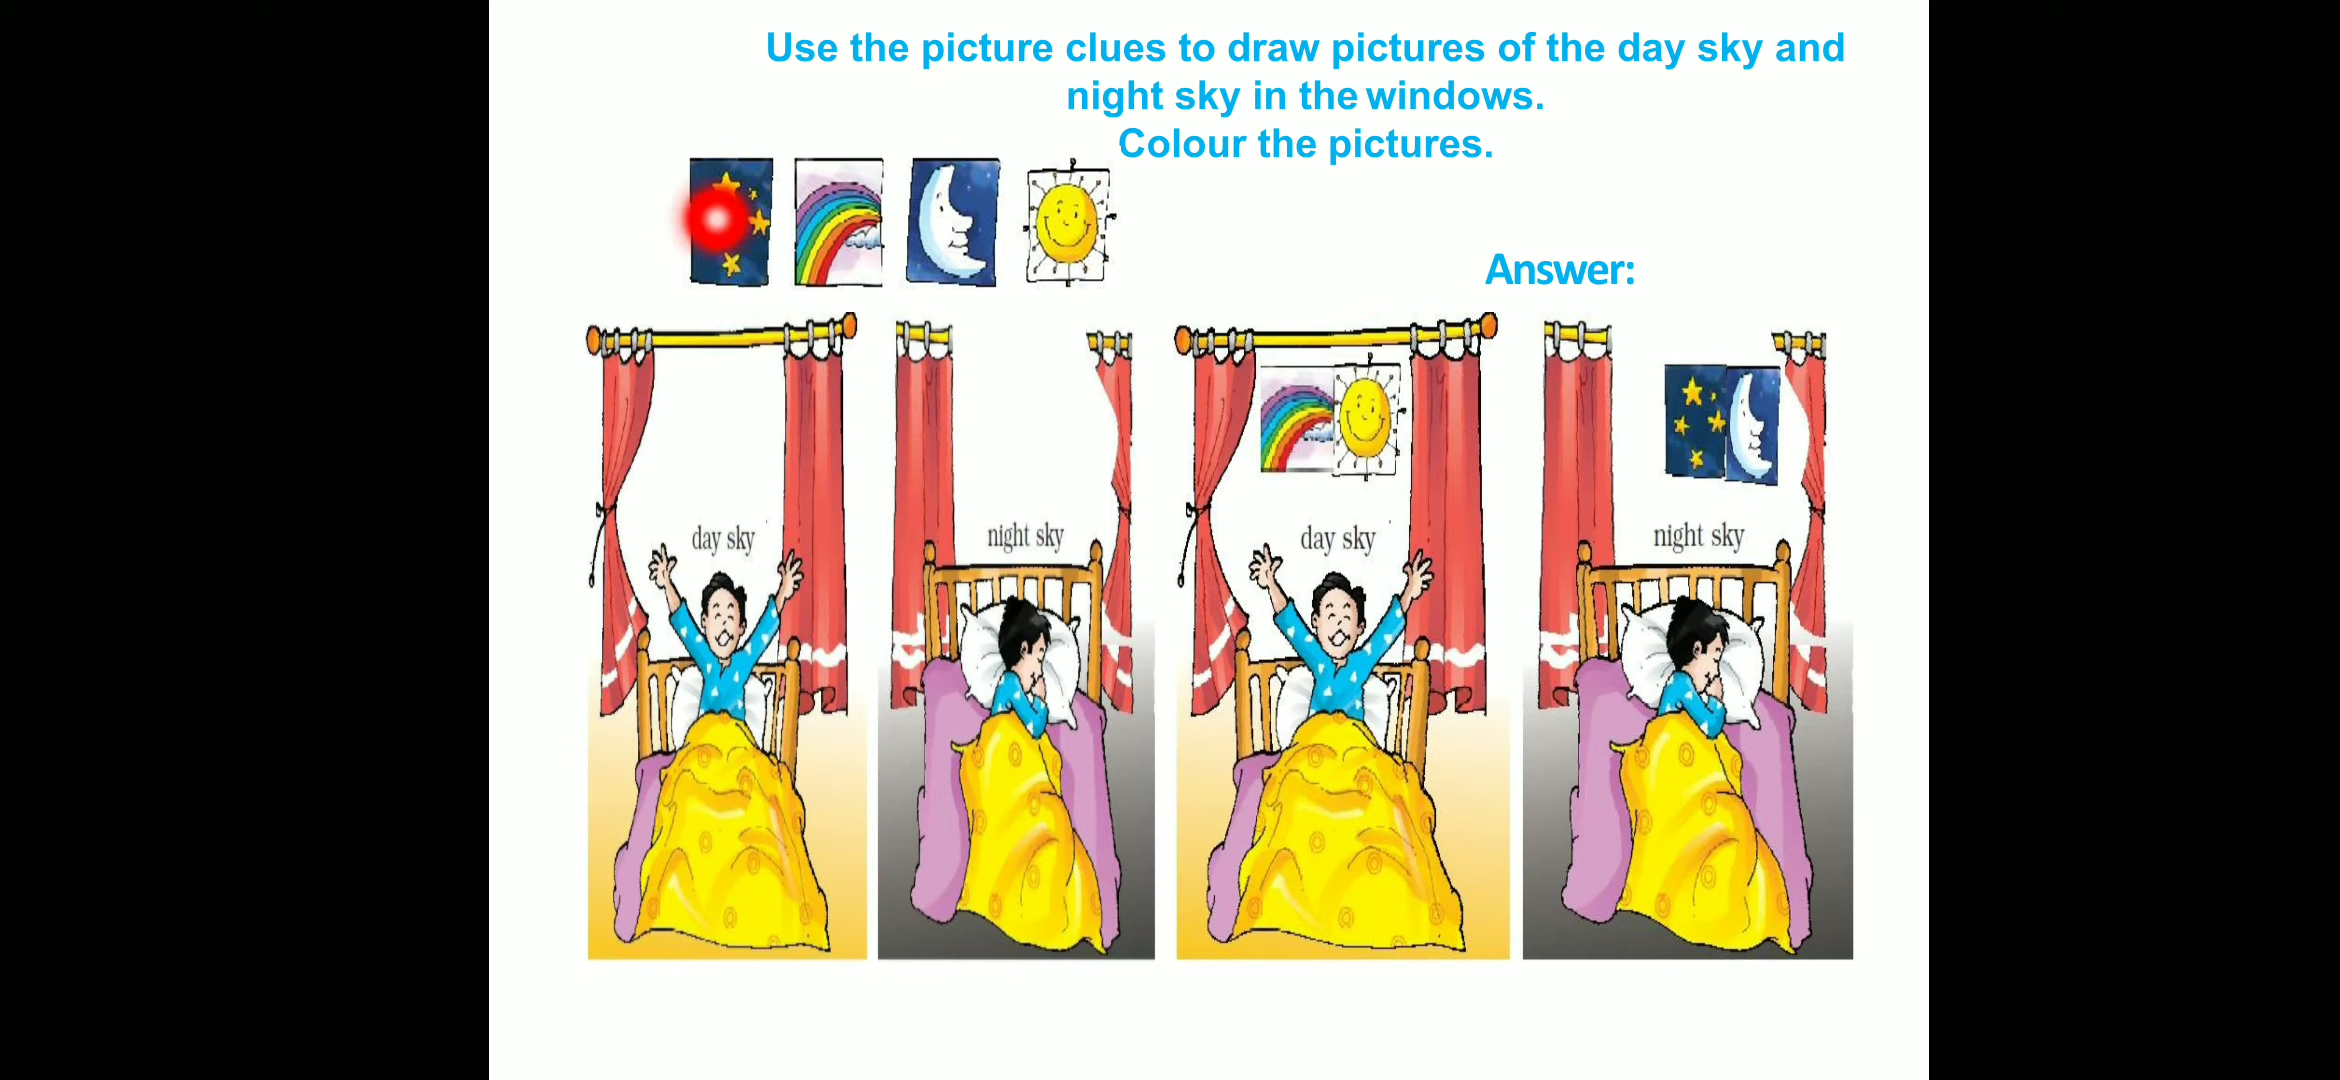 Use the picture clues to draw pictures of the day sky and
night sky in the windows.
Colour the pictures.
Answer:
day sky
night sky
day sky
night sky